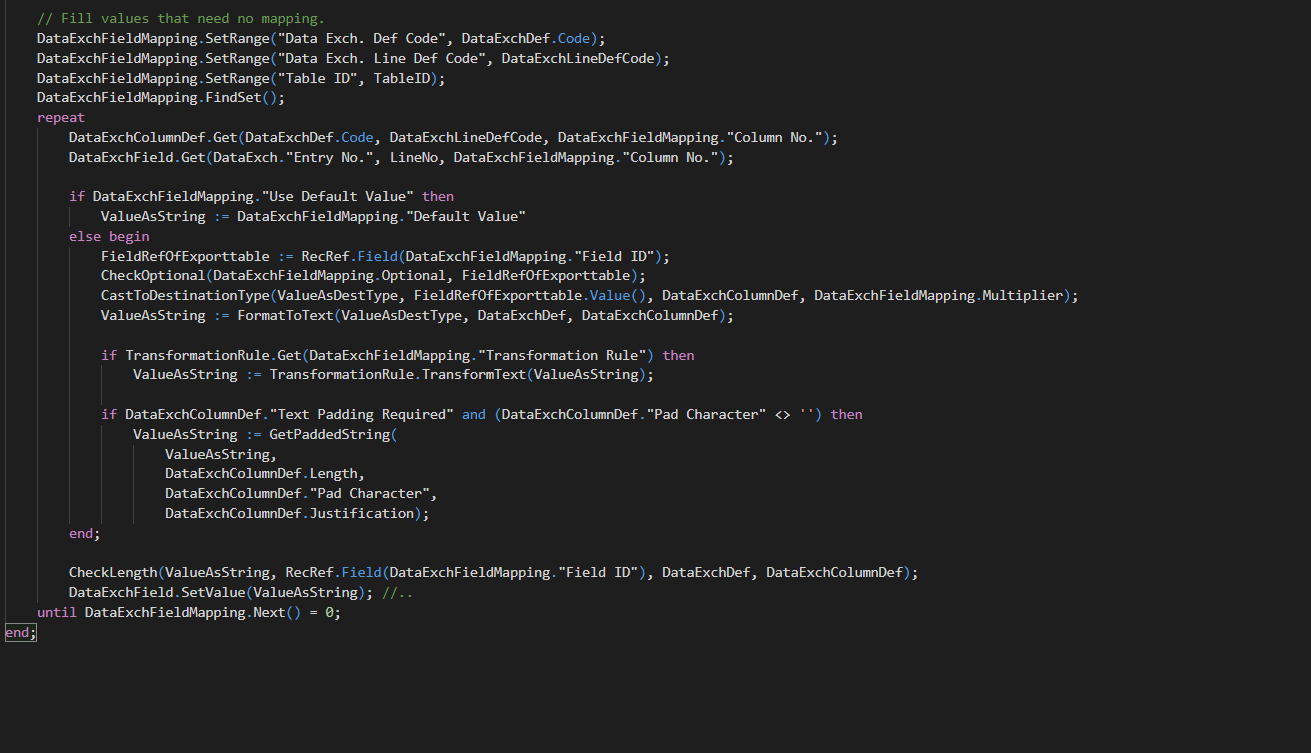 // Fill values that need no mapping.
DataExchFieldMapping.SetRange("Data Exch. Def Code", DataExchDef.Code);
DataExchFieldMapping.SetRange("Data Exch. Line Def Code", DataExchLineDefCode);
DataExchFieldMapping.SetRange("Table ID", TableID);
DataExchFieldMapping.FindSet();
repeat
DataExchColumnDef.Get(DataExchDef.Code, DataExchLineDefCode, DataExchFieldMapping."Column No.");
DataExchField.Get(DataExch."Entry No.", LineNo, DataExchFieldMapping."Column No.");
if DataExchFieldMapping."Use Default Value" then
ValueAsString := DataExchFieldMapping."Default Value"
else begin
FieldRefOfExporttable := RecRef.Field(DataExchFieldMapping."Field ID");
CheckOptional(DataExchFieldMapping.Optional, FieldRefOfExporttable);
CastToDestinationType(ValueAsDestType, FieldRefOfExporttable.Value(), DataExchColumnDef, DataExchFieldMapping.Multiplier);
ValueAsString := FormatToText(ValueAsDestType, DataExchDef, DataExchColumnDef);
if TransformationRule.Get(DataExchFieldMapping."Transformation Rule") then
ValueAsString := TransformationRule.TransformText(ValueAsString);
if DataExchColumnDef."Text Padding Required" and (DataExchColumnDef."Pad Character" <> '') then
ValueAsString := GetPaddedString(
ValueAsString,
DataExchColumnDef.Length,
DataExchColumnDef."Pad Character",
DataExchColumnDef.Justification);
end;
CheckLength(ValueAsString, RecRef.Field(DataExchFieldMapping."Field ID"), DataExchDef, DataExchColumnDef);
DataExchField.SetValue(ValueAsString); //..
until DataExchFieldMapping.Next() = 0;
end;